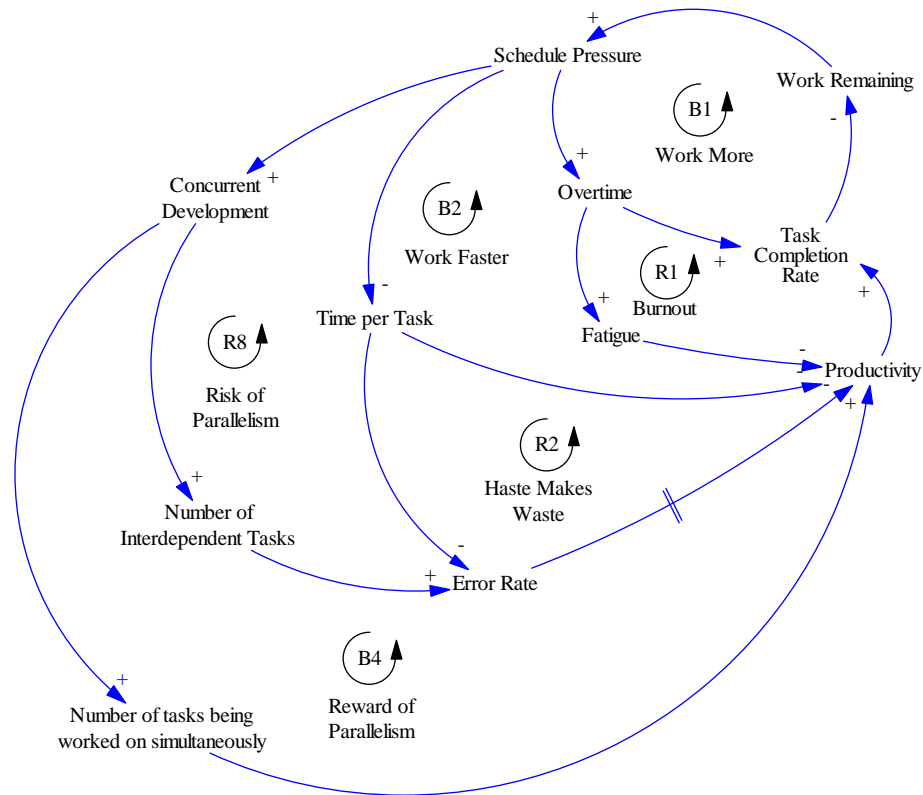 +
Schedule Pressure
Work Remaining
B1
-
Work More
+
+
Concurrent
Development
Overtime
B2
Task
Completion
Rate
Work Faster
+
R1
-
+
+
Burnout
Time per Task
Fatigue
R8
-
-
Productivity
-
+
Risk of
Parallelism
R2
+
Haste Makes
Waste
Number of
Interdependent Tasks
-
+
Error Rate
B4
+
Reward of
Parallelism
Number of tasks being
worked on simultaneously